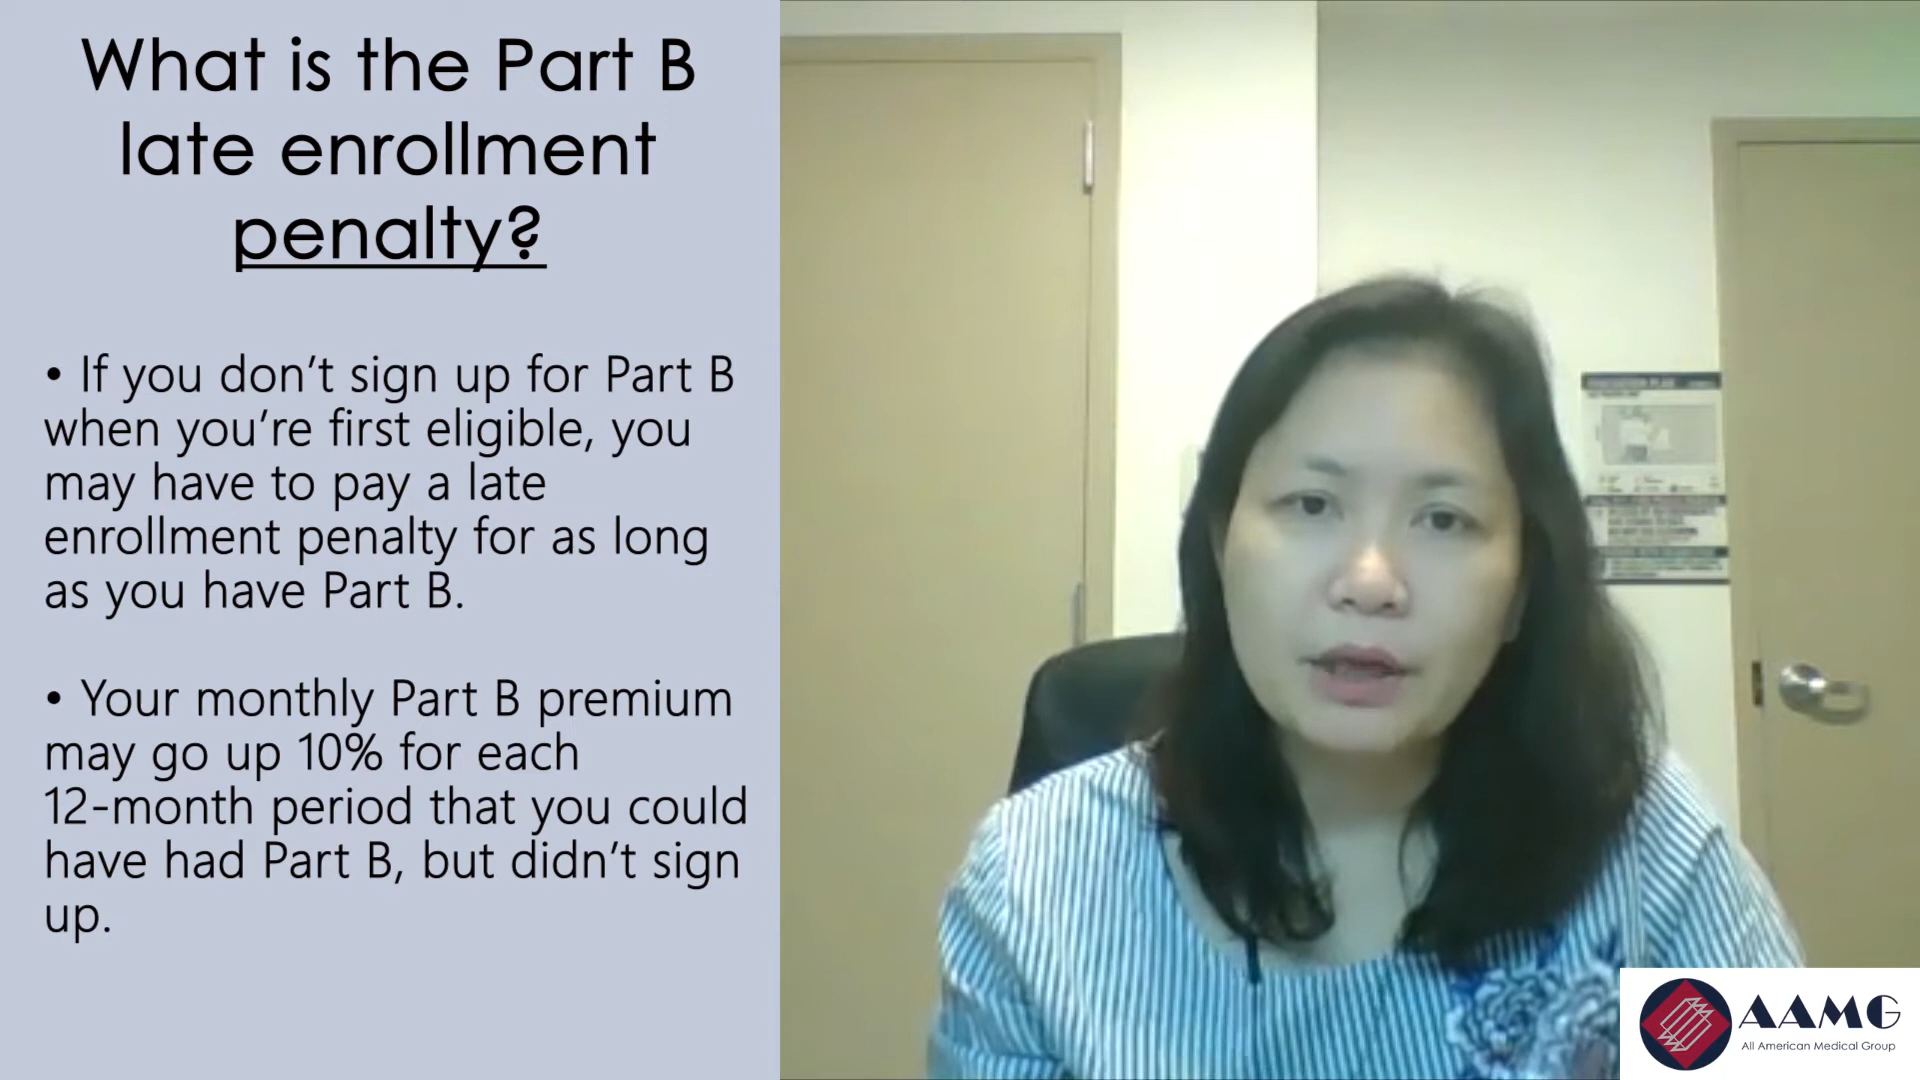 What is the Part B
late enrollment
penalty?
• If you don’t sign up for Part B
when you’re first eligible, you
may have to pay a late
enrollment penalty for as long
as you have Part B.
• Your monthly Part B premium
may go up 10% for each
12-month period that you could
have had Part B, but didn’t sign
up.
AAMG
All American Medical Group